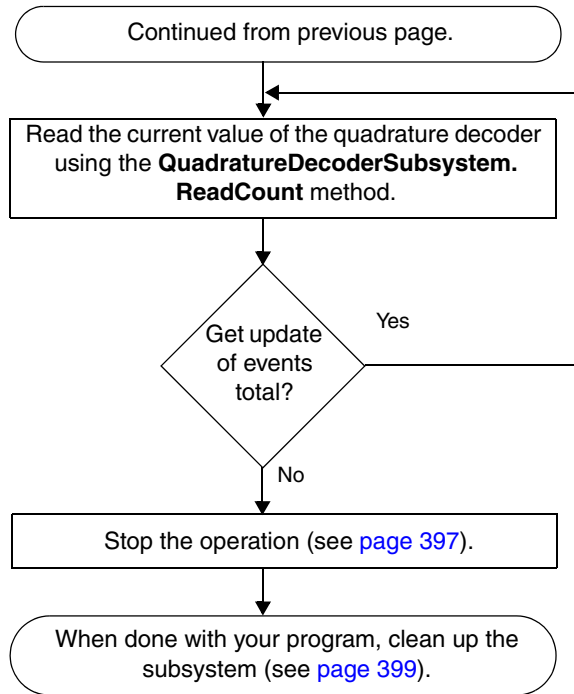 Continued from previous page.
Read the current value of the quadrature decoder
using the QuadratureDecoderSubsystem.
ReadCount method.
Get update
of events
total?
Yes
No
Stop the operation (see page 397).
When done with your program, clean up the
subsystem (see page 399).